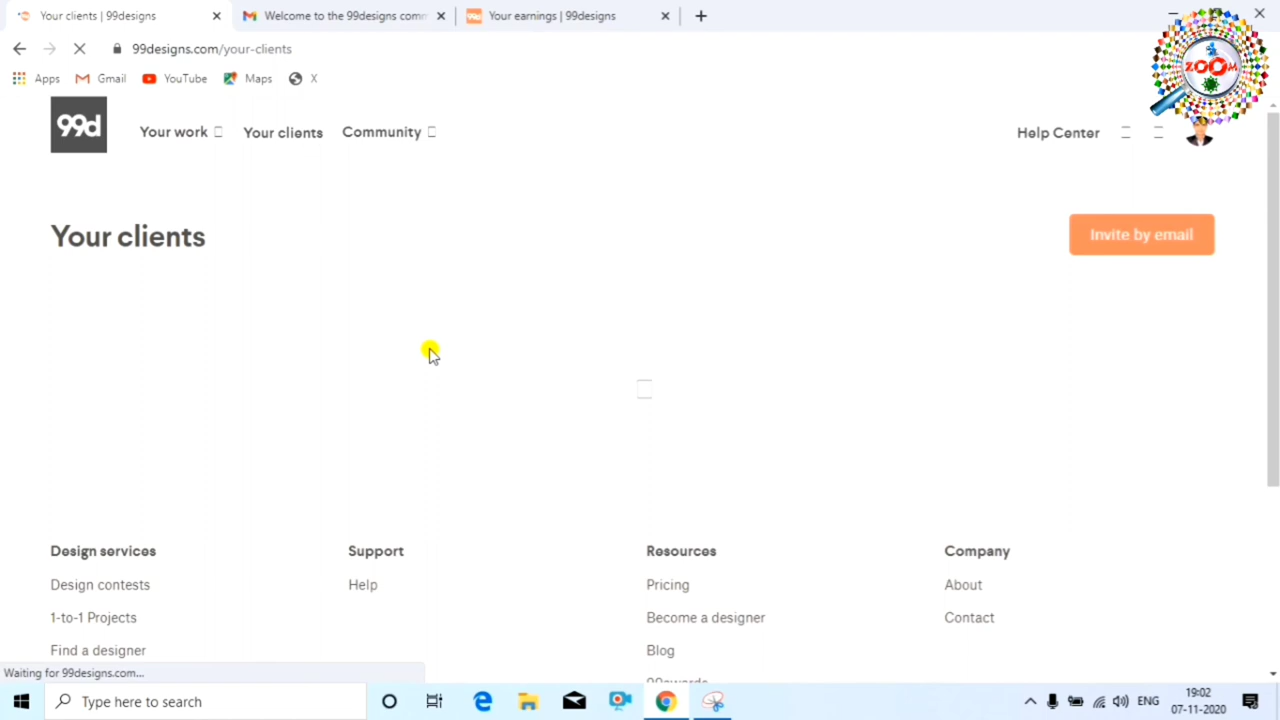 Your clients | 99designs
Welcome to the 99designs comm
99d
Your earnings | 99designs
99designs.com/your-clients
Apps
Gmail
YouTube
Maps
X
ZOOM
99d
Your work
Your clients
Community
Help Center
Your clients
Invite by email
Design services
Support
Resources
Company
Design contests
Help
Pricing
About
1-to-1 Projects
Become a designer
Contact
Find a designer
Blog
99awards
Waiting for 99designs.com...
Type here to search
ENG
19:02
07-11-2020